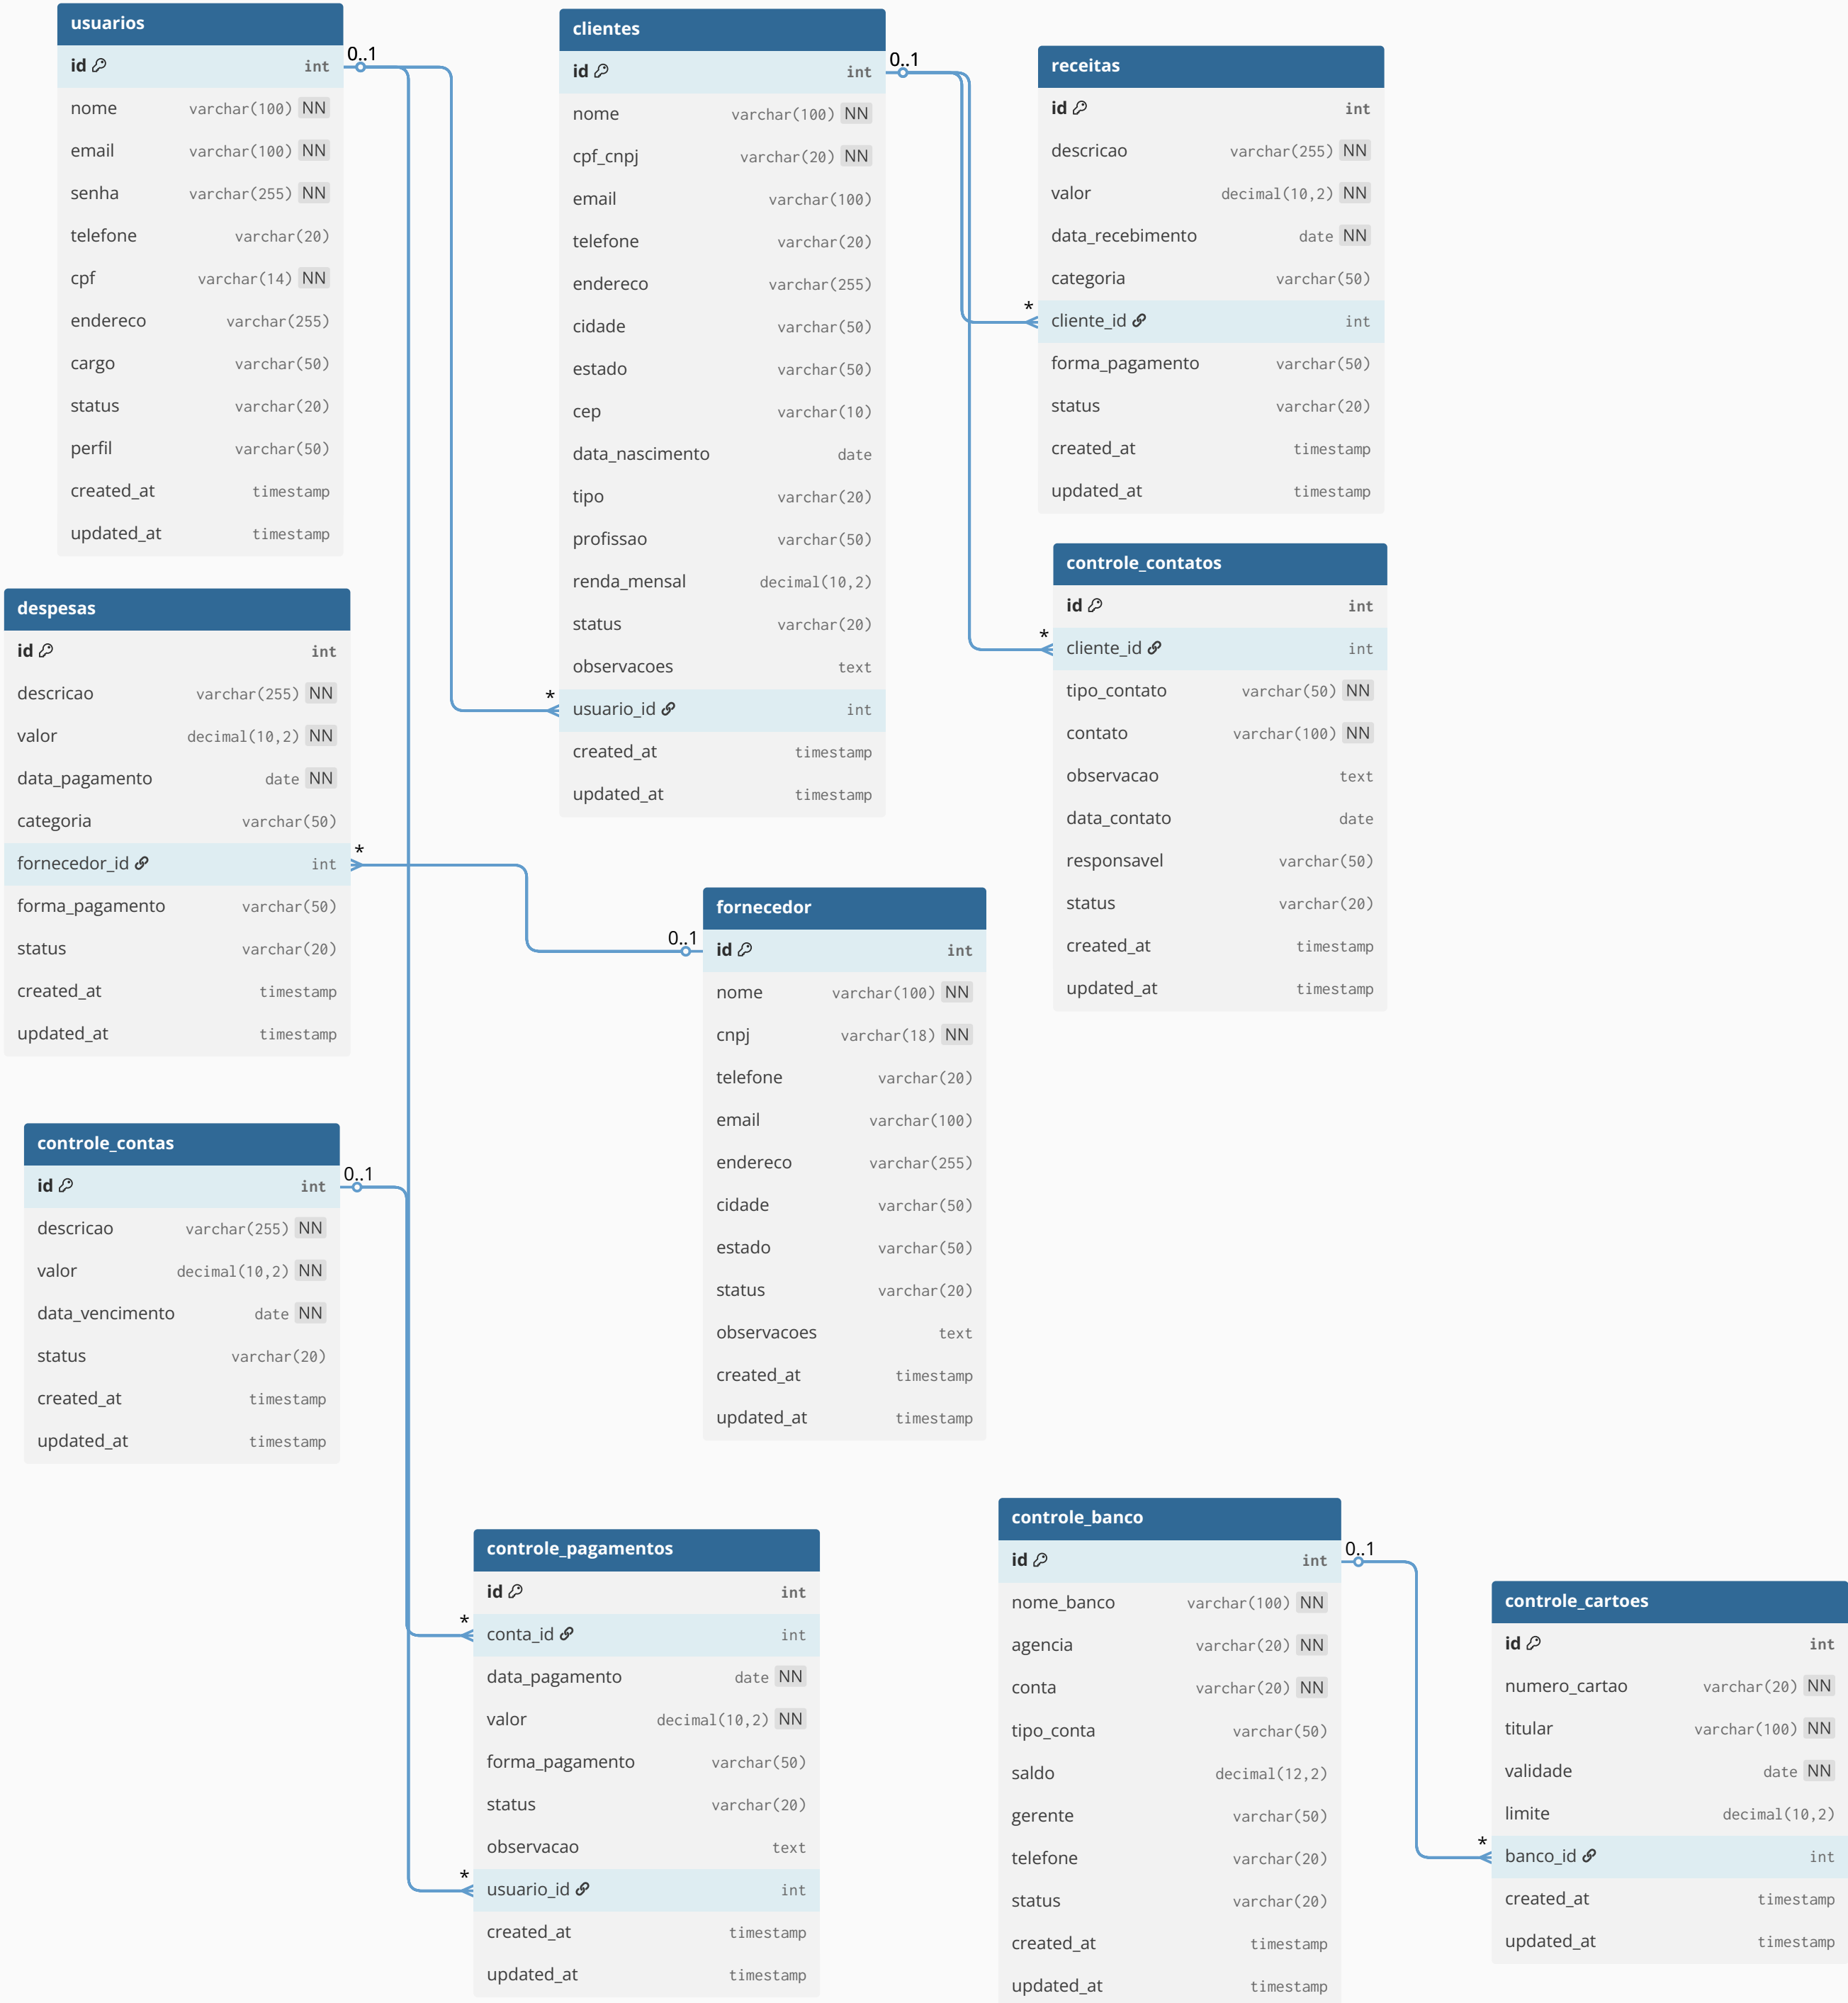 usuarios
id int
nome varchar(100) NN
email varchar(100) NN
senha varchar(255) NN
telefone varchar(20)
cpf varchar(14) NN
endereco varchar(255)
cargo varchar(50)
status varchar(20)
perfil varchar(50)
created_at timestamp
updated_at timestamp
0..1
clientes
id int
nome varchar(100) NN
cpf_cnpj varchar(20) NN
email varchar(100)
telefone varchar(20)
endereco varchar(255)
cidade varchar(50)
estado varchar(50)
cep varchar(10)
data_nascimento date
tipo varchar(20)
profissao varchar(50)
renda_mensal decimal(10,2)
status varchar(20)
observacoes text
* usuario_id int
created_at timestamp
updated_at timestamp
0..1
receitas
id int
descricao varchar(255) NN
valor decimal(10,2) NN
data_recebimento date NN
categoria varchar(50)
* cliente_id int
forma_pagamento varchar(50)
status varchar(20)
created_at timestamp
updated_at timestamp
controle_contatos
id int
* cliente_id int
tipo_contato varchar(50) NN
contato varchar(100) NN
observacao text
data_contato date
responsavel varchar(50)
status varchar(20)
created_at timestamp
updated_at timestamp
despesas
id int
descricao varchar(255) NN
valor decimal(10,2) NN
data_pagamento date NN
categoria varchar(50)
fornecedor_id int *
forma_pagamento varchar(50)
status varchar(20)
created_at timestamp
updated_at timestamp
fornecedor
0..1
id int
nome varchar(100) NN
cnpj varchar(18) NN
telefone varchar(20)
email varchar(100)
endereco varchar(255)
cidade varchar(50)
estado varchar(50)
status varchar(20)
observacoes text
created_at timestamp
updated_at timestamp
controle_contas
id int
0..1
descricao varchar(255) NN
valor decimal(10,2) NN
data_vencimento date NN
status varchar(20)
created_at timestamp
updated_at timestamp
controle_pagamentos
id int
* conta_id int
data_pagamento date NN
valor decimal(10,2) NN
forma_pagamento varchar(50)
status varchar(20)
observacao text
* usuario_id int
created_at timestamp
updated_at timestamp
controle_banco
id int
0..1
nome_banco varchar(100) NN
agencia varchar(20) NN
conta varchar(20) NN
tipo_conta varchar(50)
saldo decimal(12,2)
gerente varchar(50)
telefone varchar(20)
status varchar(20)
created_at timestamp
updated_at timestamp
controle_cartoes
id int
numero_cartao varchar(20) NN
titular varchar(100) NN
validade date NN
limite decimal(10,2)
* banco_id int
created_at timestamp
updated_at timestamp